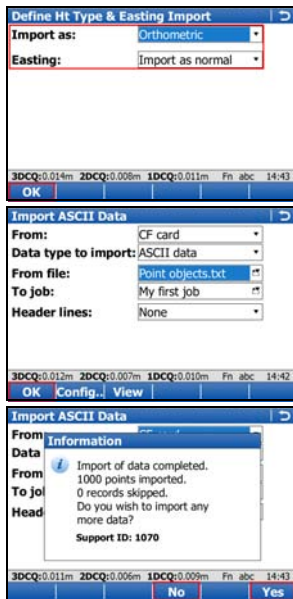 Define Ht Type & Easting Import
Import as: Orthometric
Easting: Import as normal
3DCQ:0.014m 2DCQ:0.008m 1DCQ:0.011m Fn abc 14:43
OK
Import ASCII Data
From: CF card
Data type to import: ASCII data
From file: Point objects.txt
To job: My first job
Header lines: None
3DCQ:0.012m 2DCQ:0.007m 1DCQ:0.010m Fn abc 14:42
OK Config.. View
Import ASCII Data
From
Information
Data
Import of data completed.
1000 points imported.
From
0 records skipped.
To jo
Do you wish to import any
Head
more data?
Support ID: 1070
3DCQ:0.011m 2DCQ:0.006m 1DCQ:0.009m Fn abc 14:43
No Yes